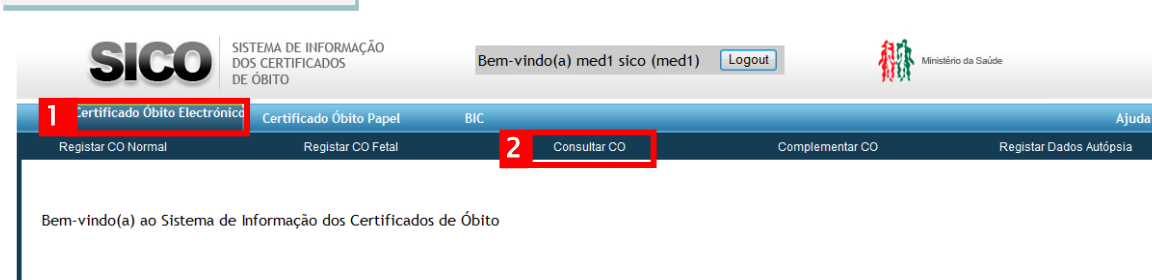 SICO
SISTEMA DE INFORMAÇÃO
DOS CERTIFICADOS
DE ÓBITO
Bem-vindo(a) med1 sico (med1) Logout
Ministério da Saúde
1 Certificado Óbito Electrónico Certificado Óbito Papel BIC Ajuda
Registar CO Normal Registar CO Fetal 2 Consultar CO Complementar CO Registar Dados Autópsia
Bem-vindo(a) ao Sistema de Informação dos Certificados de Óbito